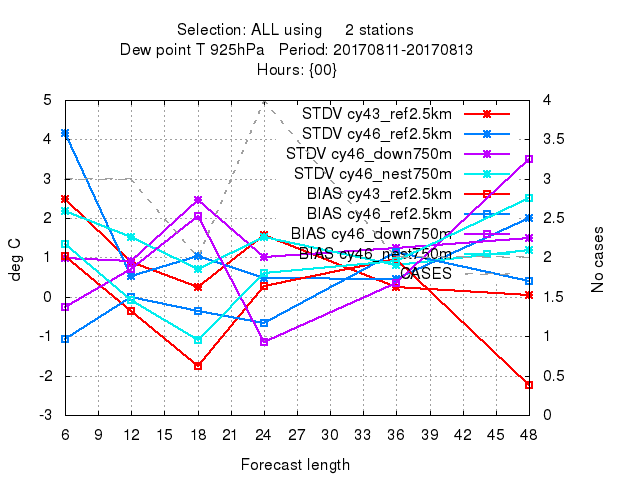 Selection: ALL using 2 stations
Dew point T 925hPa Period: 20170811-20170813
Hours: {00}
STDV cy43_ref2.5km
STDV cy46_ref2.5km
STDV cy46_down750m
STDV cy46_nest750m
BIAS cy43_ref2.5km
BIAS cy46_ref2.5km
BIAS cy46_down750m
BIAS cy46_nest750m
CASES
deg C
5
4
3
2
1
0
-1
-2
-3
No cases
4
3.5
3
2.5
2
1.5
1
0.5
0
6 9 12 15 18 21 24 27 30 33 36 39 42 45 48
Forecast length